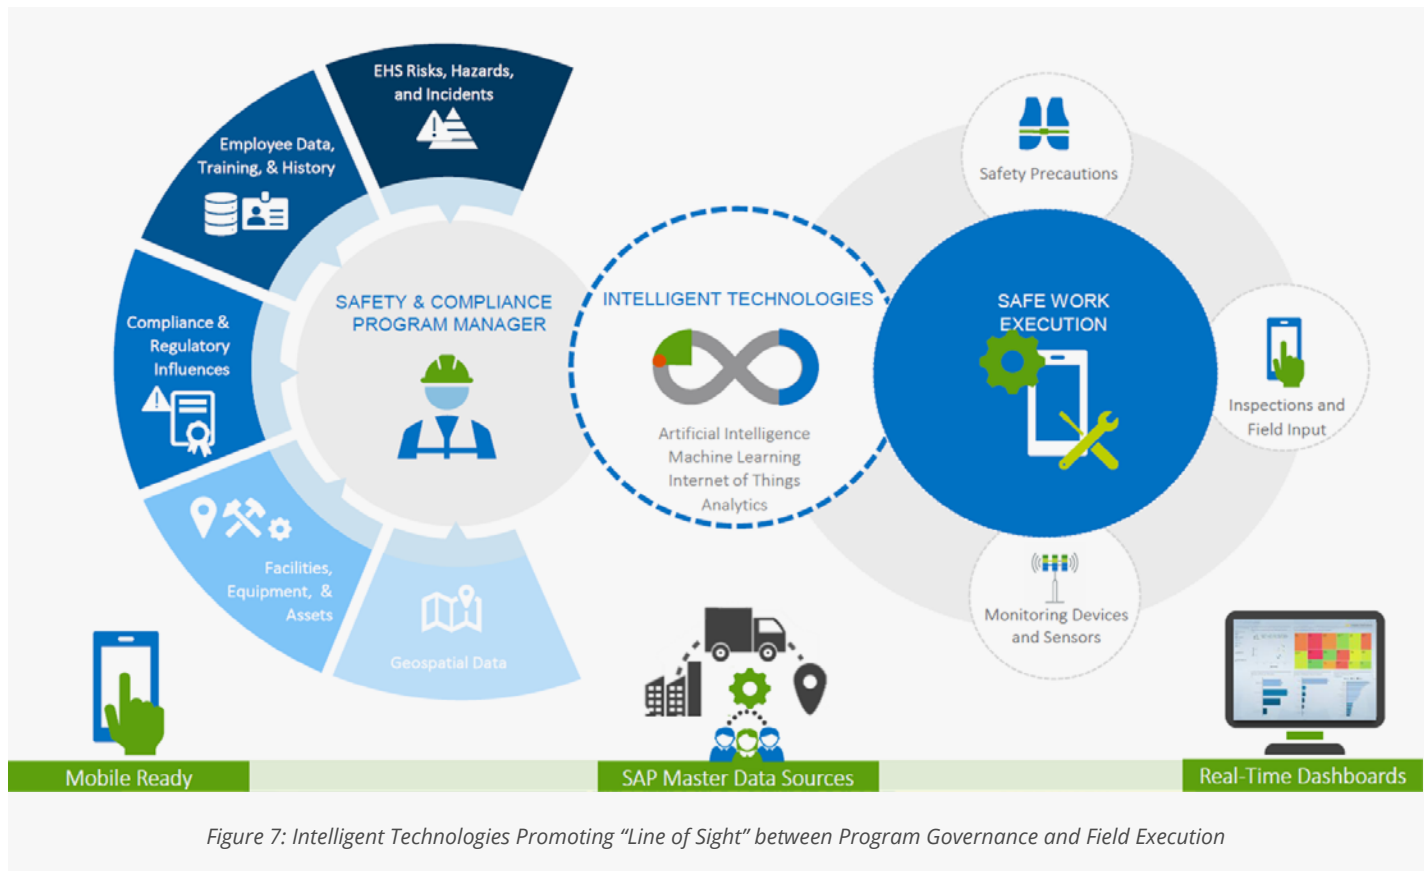 EHS Risks, Hazards,
and Incidents
Employee Data,
Training, & History
Compliance &
Regulatory
Influences
Facilities,
Equipment, &
Assets
Geospatial Data
SAFETY & COMPLIANCE
PROGRAM MANAGER
INTELLIGENT TECHNOLOGIES
Artificial Intelligence
Machine Learning
Internet of Things
Analytics
SAFE WORK
EXECUTION
Safety Precautions
Inspections and
Field Input
Monitoring Devices
and Sensors
Mobile Ready
SAP Master Data Sources
Real-Time Dashboards
Figure 7: Intelligent Technologies Promoting “Line of Sight” between Program Governance and Field Execution